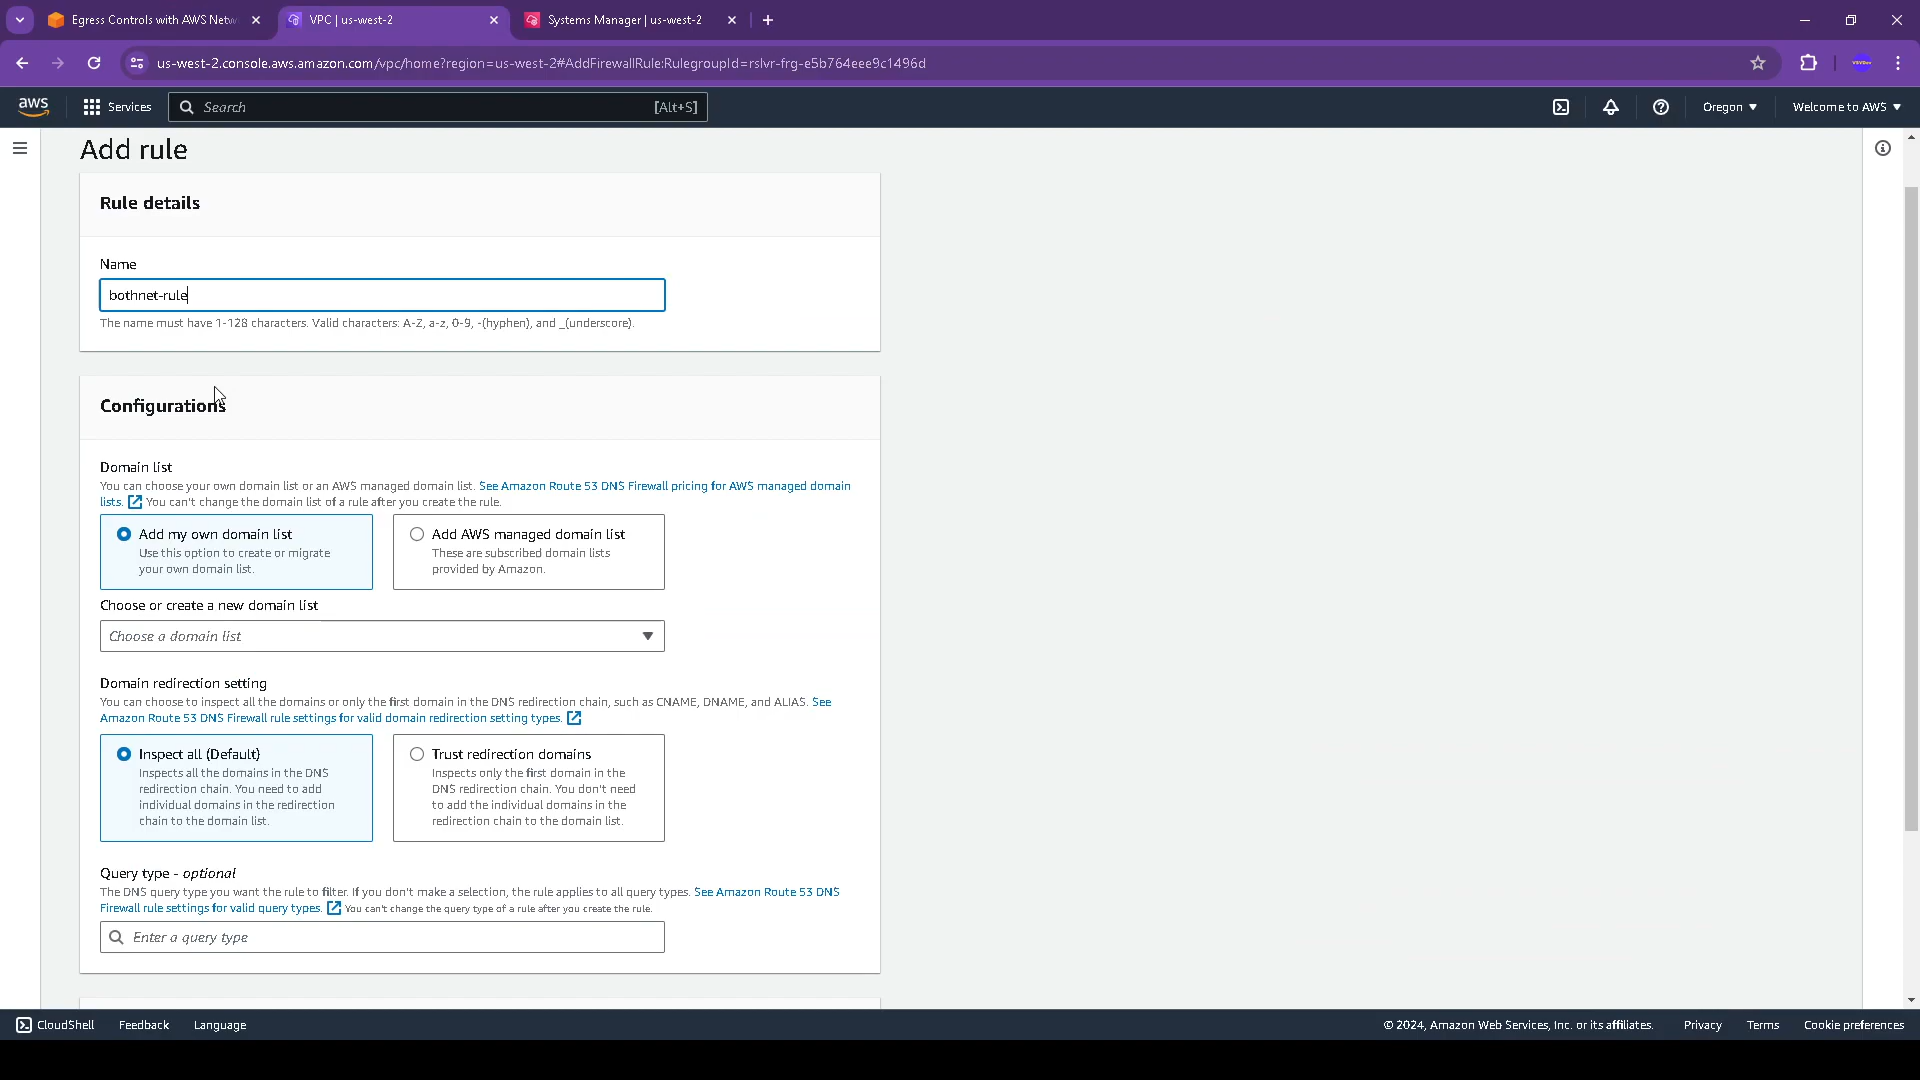 Egress Controls with AWS Netw
VPC | us-west-2
Systems Manager | us-west-2
us-west-2.console.aws.amazon.com/vpc/home?region=us-west-2#AddFirewallRule:RulegroupId=rslvr-frg-e5b764eee9c1496d
aws
Services
Search
[Alt+S]
Oregon
Welcome to AWS
Add rule
Rule details
Name
bothnet-rule
The name must have 1-128 characters. Valid characters: A-Z, a-z, 0-9, -(hyphen), and _(underscore).
Configurations
Domain list
You can choose your own domain list or an AWS managed domain list. See Amazon Route 53 DNS Firewall pricing for AWS managed domain
lists. You can't change the domain list of a rule after you create the rule.
Add my own domain list
Use this option to create or migrate
your own domain list.
Add AWS managed domain list
These are subscribed domain lists
provided by Amazon.
Choose or create a new domain list
Choose a domain list
Domain redirection setting
You can choose to inspect all the domains or only the first domain in the DNS redirection chain, such as CNAME, DNAME, and ALIAS. See
Amazon Route 53 DNS Firewall rule settings for valid domain redirection setting types.
Inspect all (Default)
Inspects all the domains in the DNS
redirection chain. You need to add
individual domains in the redirection
chain to the domain list.
Trust redirection domains
Inspects only the first domain in the
DNS redirection chain. You don't need
to add the individual domains in the
redirection chain to the domain list.
Query type - optional
The DNS query type you want the rule to filter. If you don't make a selection, the rule applies to all query types. See Amazon Route 53 DNS
Firewall rule settings for valid query types. You can't change the query type of a rule after you create the rule.
Enter a query type
CloudShell
Feedback
Language
© 2024, Amazon Web Services, Inc. or its affiliates.
Privacy
Terms
Cookie preferences